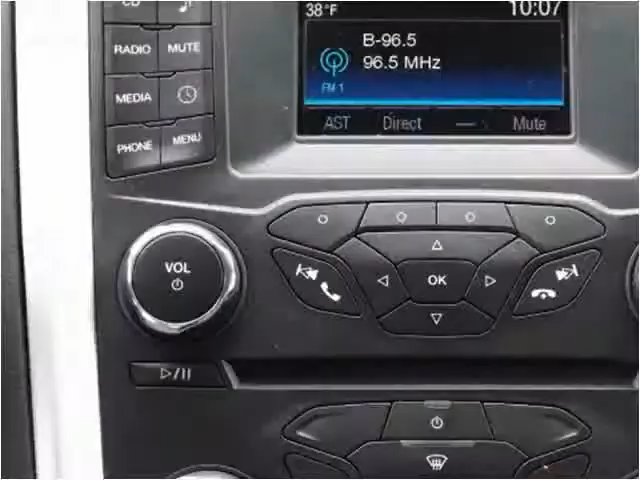 CD
38°F
10:07
RADIO
MUTE
B-96.5
96.5 MHz
FM 1
MEDIA
AST
Direct
Mute
PHONE
MENU
VOL
OK